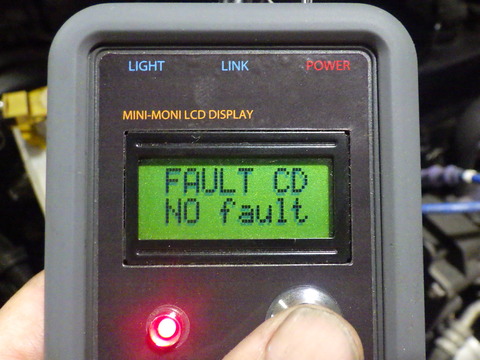 LIGHT LINK POWER
MINI-MONI LCD DISPLAY
FAULT CD
NO fault